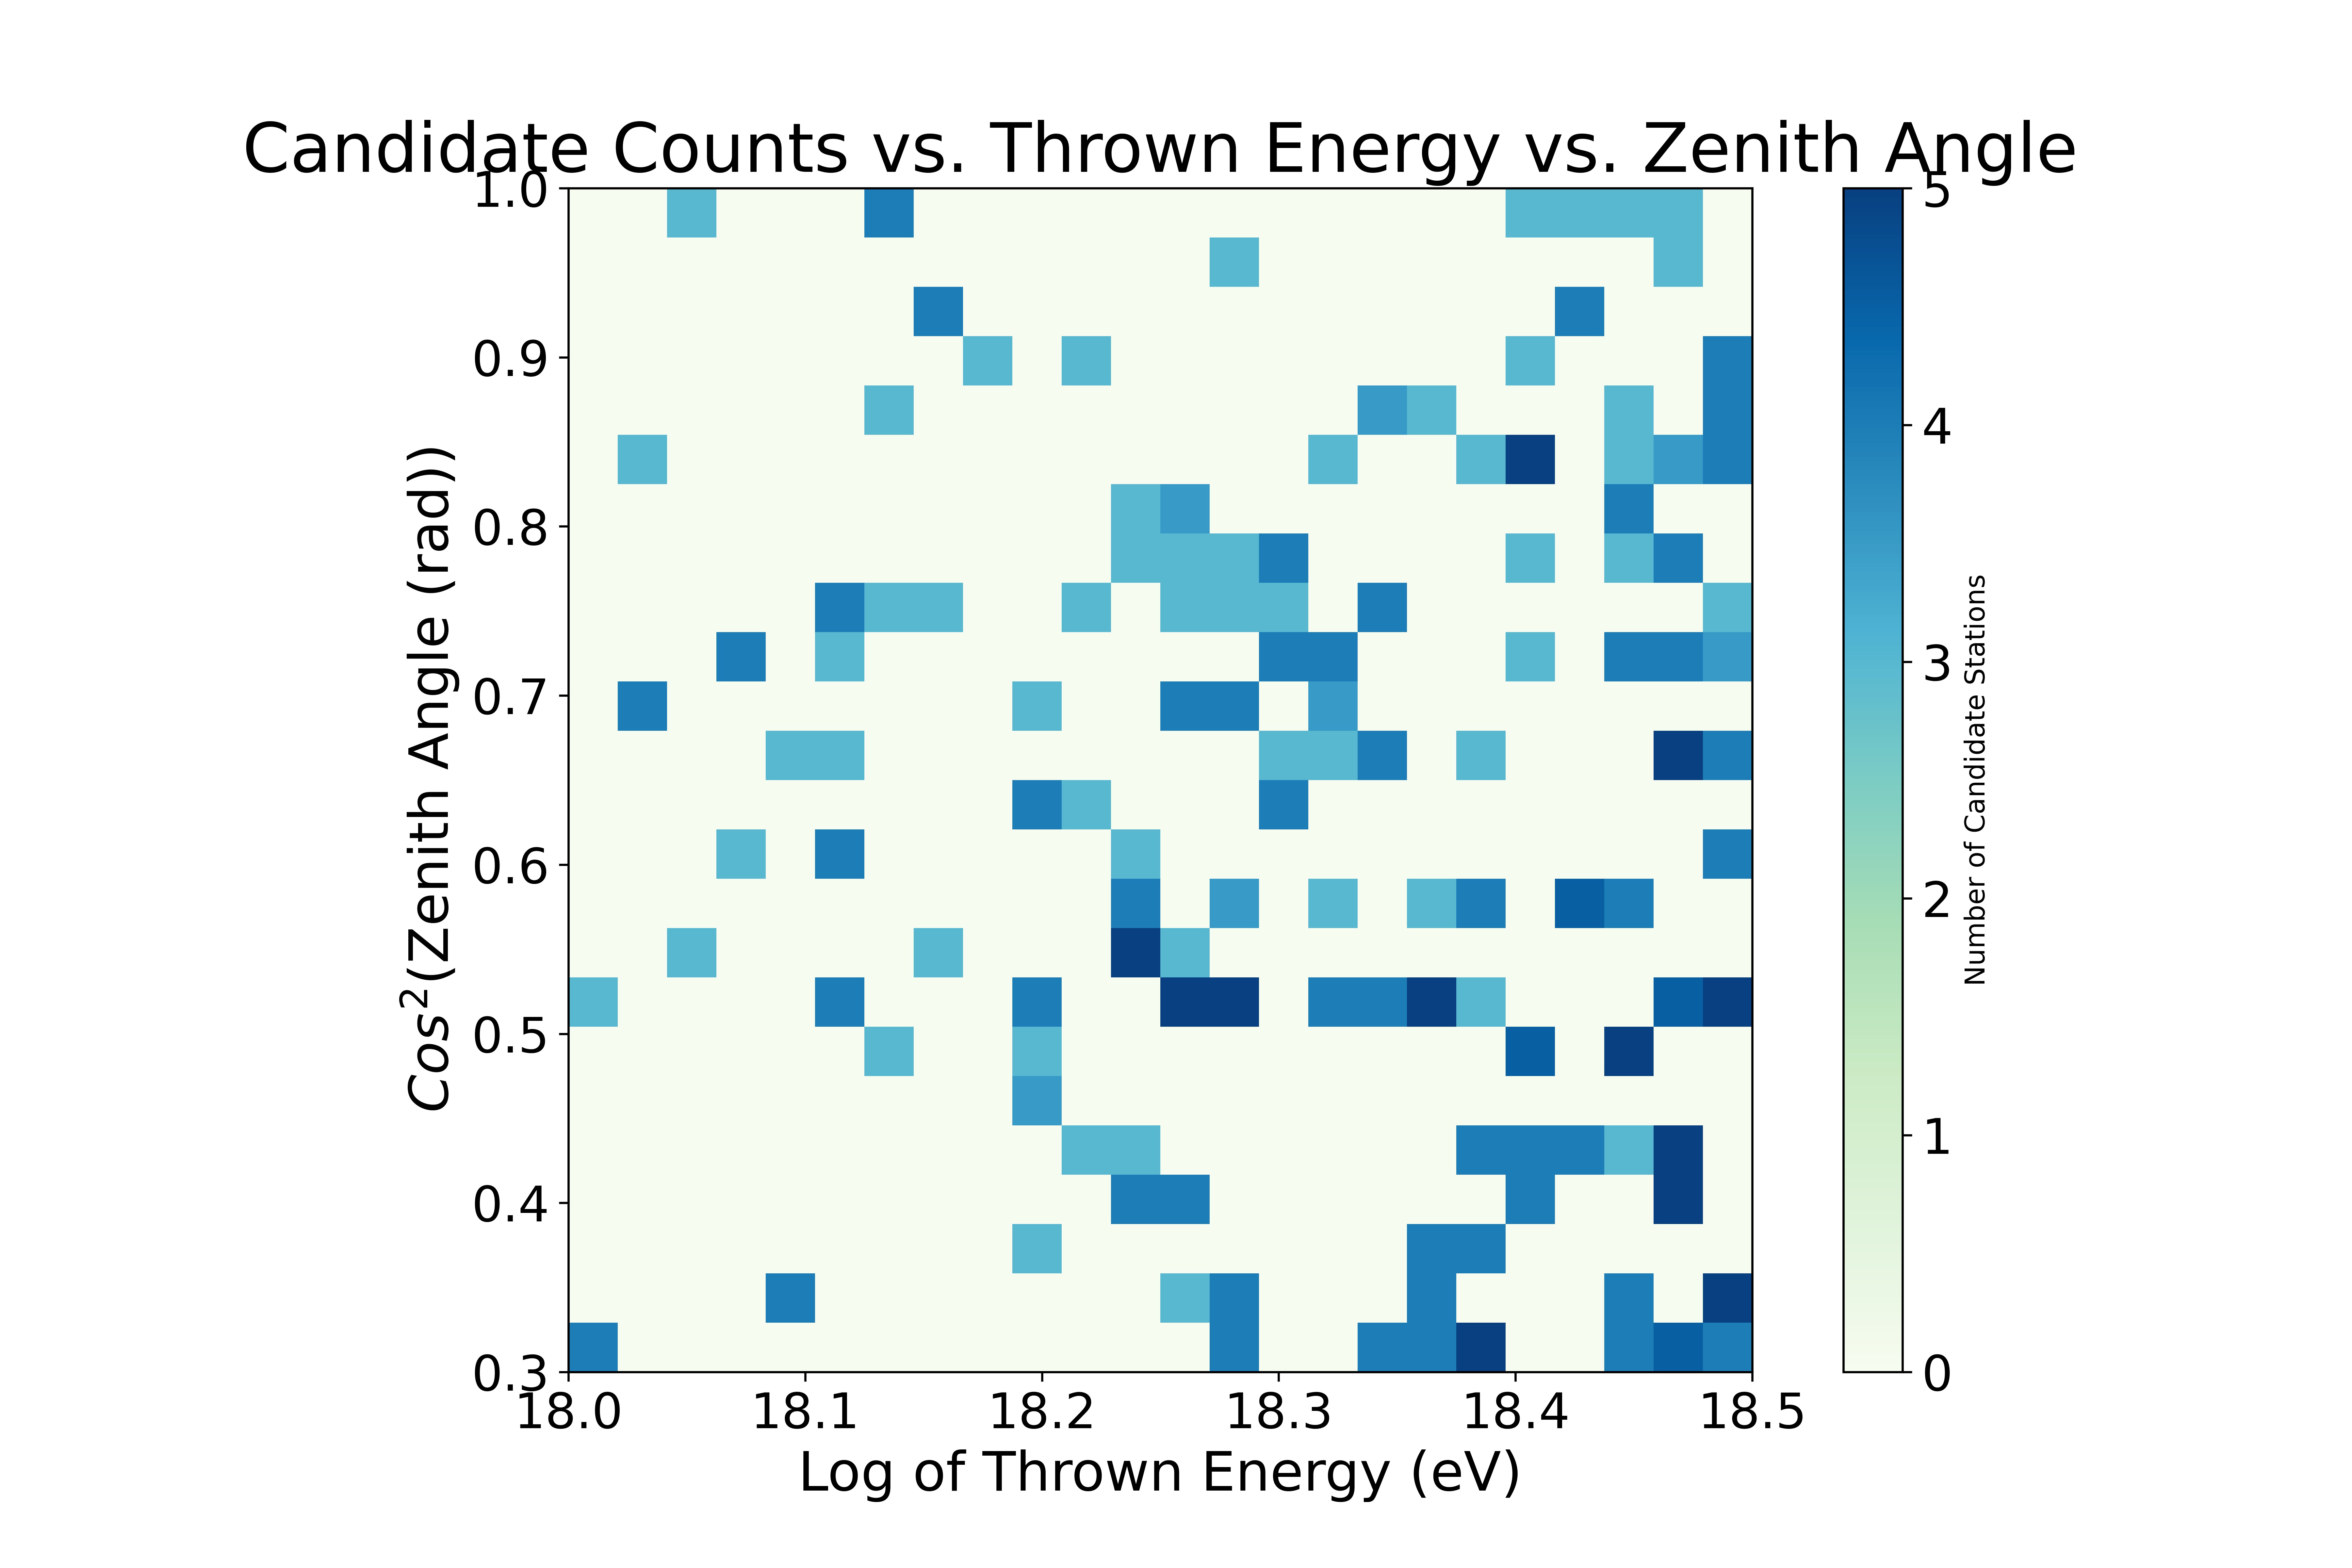 Candidate Counts vs. Thrown Energy vs. Zenith Angle
Cos²(Zenith Angle (rad))
1.0
0.9
0.8
0.7
0.6
0.5
0.4
0.3
18.0 18.1 18.2 18.3 18.4 18.5
Log of Thrown Energy (eV)
5
4
3
2
1
0
Number of Candidate Stations